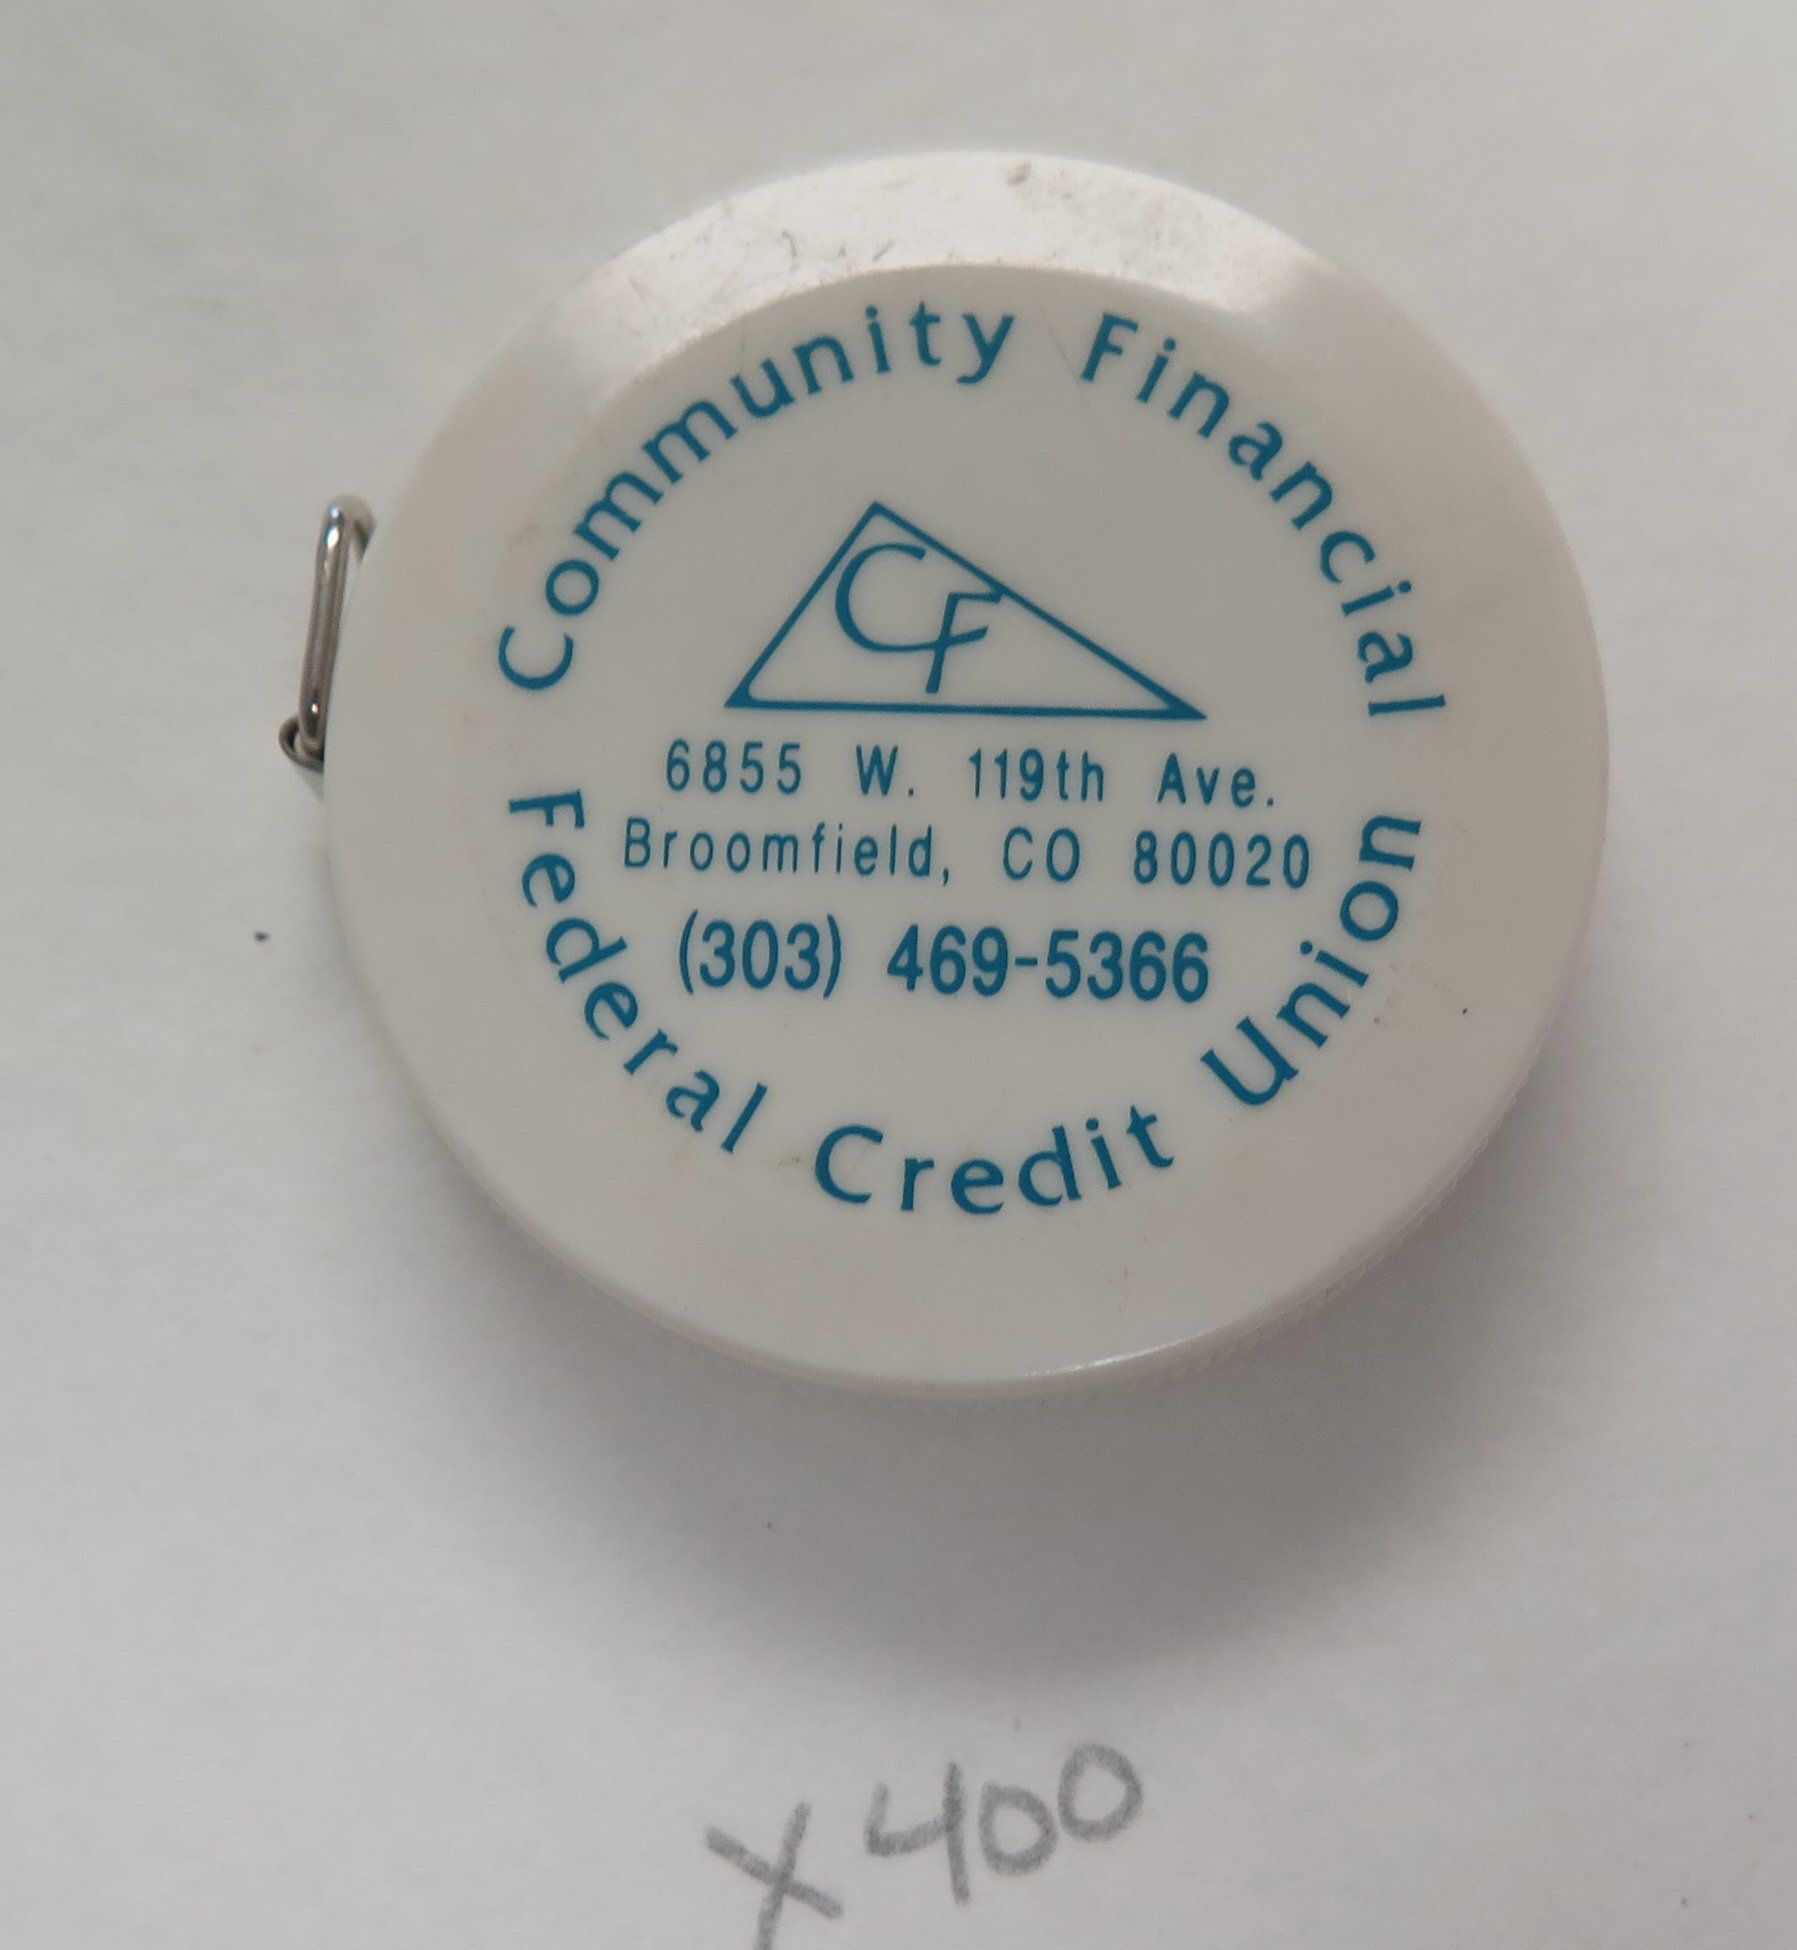 Community Financial
CF
6855 W. 119th Ave.
Broomfield, CO 80020
(303) 469-5366
Federal Credit Union
X400